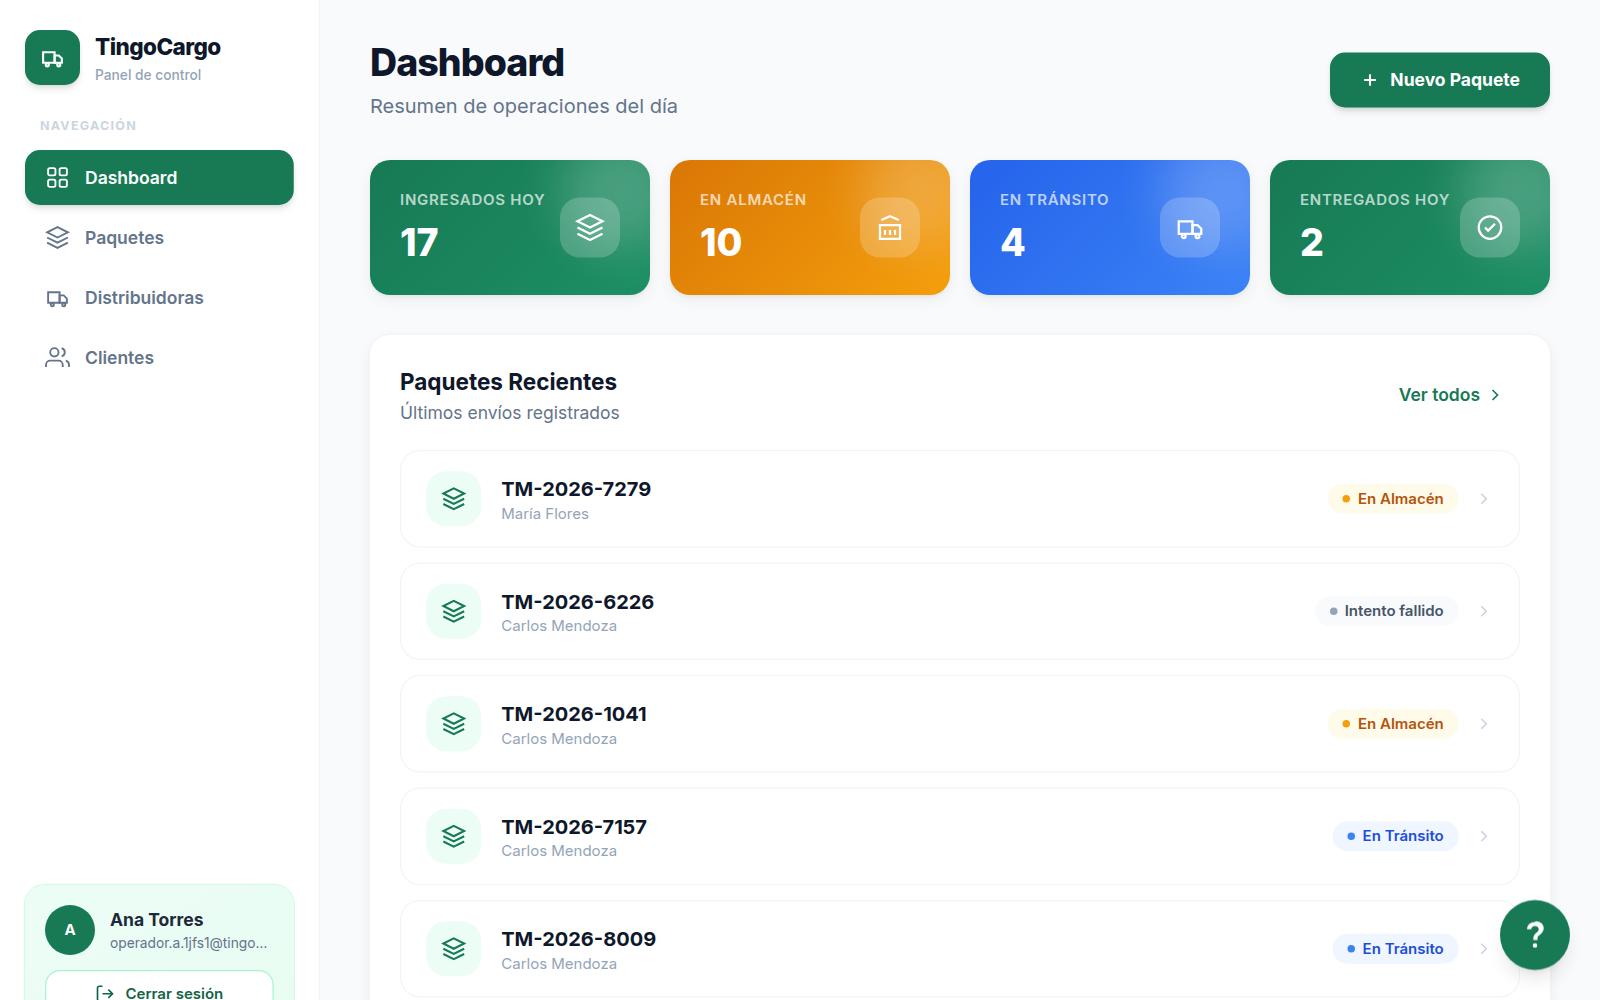 TingoCargo
Panel de control
NAVEGACIÓN
Dashboard
Paquetes
Distribuidoras
Clientes
A
Ana Torres
operador.a.1jfs1@tingo...
Cerrar sesión
Dashboard
Resumen de operaciones del día
+ Nuevo Paquete
INGRESADOS HOY
17
EN ALMACÉN
10
EN TRÁNSITO
4
ENTREGADOS HOY
2
Paquetes Recientes
Últimos envíos registrados
Ver todos
TM-2026-7279
María Flores
En Almacén
TM-2026-6226
Carlos Mendoza
Intento fallido
TM-2026-1041
Carlos Mendoza
En Almacén
TM-2026-7157
Carlos Mendoza
En Tránsito
TM-2026-8009
Carlos Mendoza
En Tránsito
?